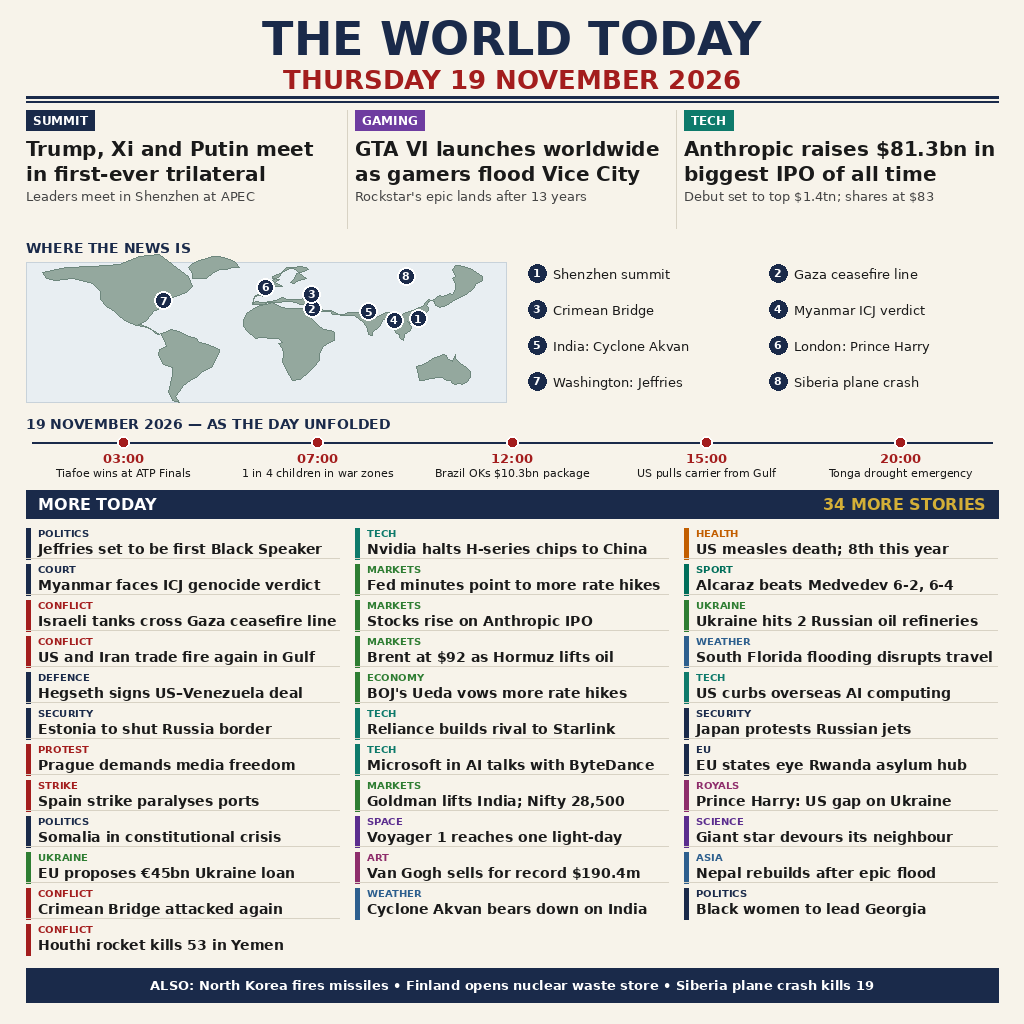 THE WORLD TODAY
THURSDAY 19 NOVEMBER 2026
SUMMIT
Trump, Xi and Putin meet
in first-ever trilateral
Leaders meet in Shenzhen at APEC
GAMING
GTA VI launches worldwide
as gamers flood Vice City
Rockstar's epic lands after 13 years
TECH
Anthropic raises $81.3bn in
biggest IPO of all time
Debut set to top $1.4tn; shares at $83
WHERE THE NEWS IS
1
2
3
4
5
6
7
8
1 Shenzhen summit
2 Gaza ceasefire line
3 Crimean Bridge
4 Myanmar ICJ verdict
5 India: Cyclone Akvan
6 London: Prince Harry
7 Washington: Jeffries
8 Siberia plane crash
19 NOVEMBER 2026 — AS THE DAY UNFOLDED
03:00
Tiafoe wins at ATP Finals
07:00
1 in 4 children in war zones
12:00
Brazil OKs $10.3bn package
15:00
US pulls carrier from Gulf
20:00
Tonga drought emergency
MORE TODAY
34 MORE STORIES
POLITICS
Jeffries set to be first Black Speaker
COURT
Myanmar faces ICJ genocide verdict
CONFLICT
Israeli tanks cross Gaza ceasefire line
CONFLICT
US and Iran trade fire again in Gulf
DEFENCE
Hegseth signs US–Venezuela deal
SECURITY
Estonia to shut Russia border
PROTEST
Prague demands media freedom
STRIKE
Spain strike paralyses ports
POLITICS
Somalia in constitutional crisis
UKRAINE
EU proposes €45bn Ukraine loan
CONFLICT
Crimean Bridge attacked again
CONFLICT
Houthi rocket kills 53 in Yemen
TECH
Nvidia halts H-series chips to China
MARKETS
Fed minutes point to more rate hikes
MARKETS
Stocks rise on Anthropic IPO
MARKETS
Brent at $92 as Hormuz lifts oil
ECONOMY
BOJ's Ueda vows more rate hikes
TECH
Reliance builds rival to Starlink
TECH
Microsoft in AI talks with ByteDance
MARKETS
Goldman lifts India; Nifty 28,500
SPACE
Voyager 1 reaches one light-day
ART
Van Gogh sells for record $190.4m
WEATHER
Cyclone Akvan bears down on India
HEALTH
US measles death; 8th this year
SPORT
Alcaraz beats Medvedev 6-2, 6-4
UKRAINE
Ukraine hits 2 Russian oil refineries
WEATHER
South Florida flooding disrupts travel
TECH
US curbs overseas AI computing
SECURITY
Japan protests Russian jets
EU
EU states eye Rwanda asylum hub
ROYALS
Prince Harry: US gap on Ukraine
SCIENCE
Giant star devours its neighbour
ASIA
Nepal rebuilds after epic flood
POLITICS
Black women to lead Georgia
ALSO: North Korea fires missiles • Finland opens nuclear waste store • Siberia plane crash kills 19